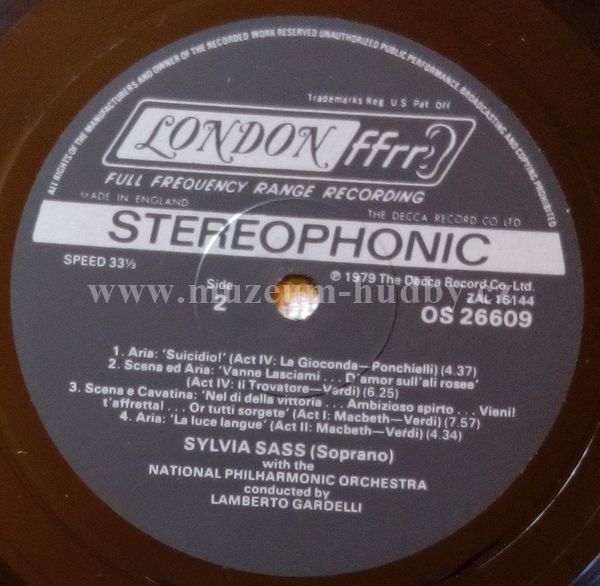 ALL RIGHTS OF THE MANUFACTURER'S AND OWNER OF THE RECORDED WORK RESERVED UNAUTHORIZED PUBLIC PERFORMANCE, BROADCASTING AND COPYING PROHIBITED
Trademarks Reg. U.S. Pat. Off
LONDON ffrr
FULL FREQUENCY RANGE RECORDING
MADE IN ENGLAND
THE DECCA RECORD CO LTD
STEREOPHONIC
SPEED 33⅓
Side 2
℗ 1979 The Decca Record Co. Ltd.
ZAL 16144
OS 26609
www.muzeum-hudby.cz
1. Aria: 'Suicidio!' (Act IV: La Gioconda—Ponchielli) (4.37)
2. Scena ed Aria: 'Vanne Lasciami . . . D'amor sull'ali rosee'
(Act IV: Il Trovatore—Verdi) (6.25)
3. Scena e Cavatina: 'Nel di della vittoria . . . Ambizioso spirto . . . Vieni!
t'affretta! . . . Or tutti sorgete' (Act I: Macbeth—Verdi) (7.57)
4. Aria: 'La luce langue' (Act II: Macbeth—Verdi) (4.34)
SYLVIA SASS (Soprano)
with the
NATIONAL PHILHARMONIC ORCHESTRA
conducted by
LAMBERTO GARDELLI